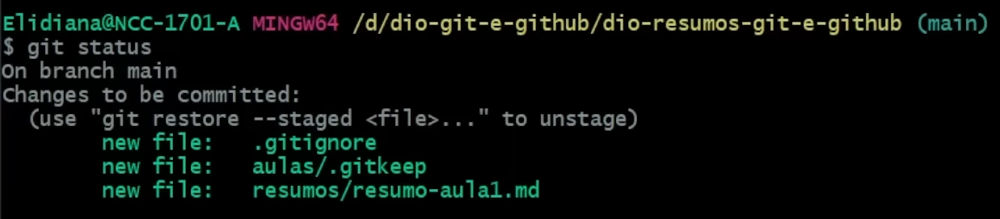 Elidiana@NCC-1701-A MINGW64 /d/dio-git-e-github/dio-resumos-git-e-github (main)
$ git status
On branch main
Changes to be committed:
  (use "git restore --staged <file>..." to unstage)
        new file:   .gitignore
        new file:   aulas/.gitkeep
        new file:   resumos/resumo-aula1.md